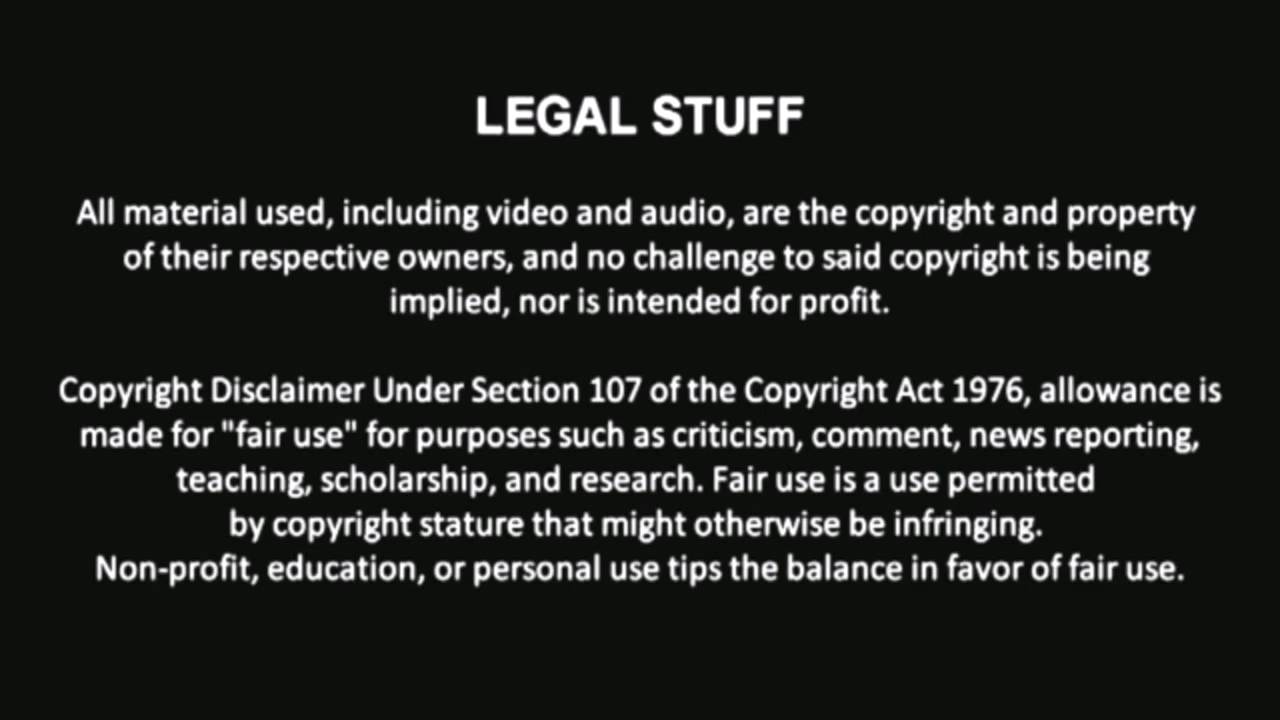 LEGAL STUFF
All material used, including video and audio, are the copyright and property
of their respective owners, and no challenge to said copyright is being
implied, nor is intended for profit.
Copyright Disclaimer Under Section 107 of the Copyright Act 1976, allowance is
made for "fair use" for purposes such as criticism, comment, news reporting,
teaching, scholarship, and research. Fair use is a use permitted
by copyright stature that might otherwise be infringing.
Non-profit, education, or personal use tips the balance in favor of fair use.